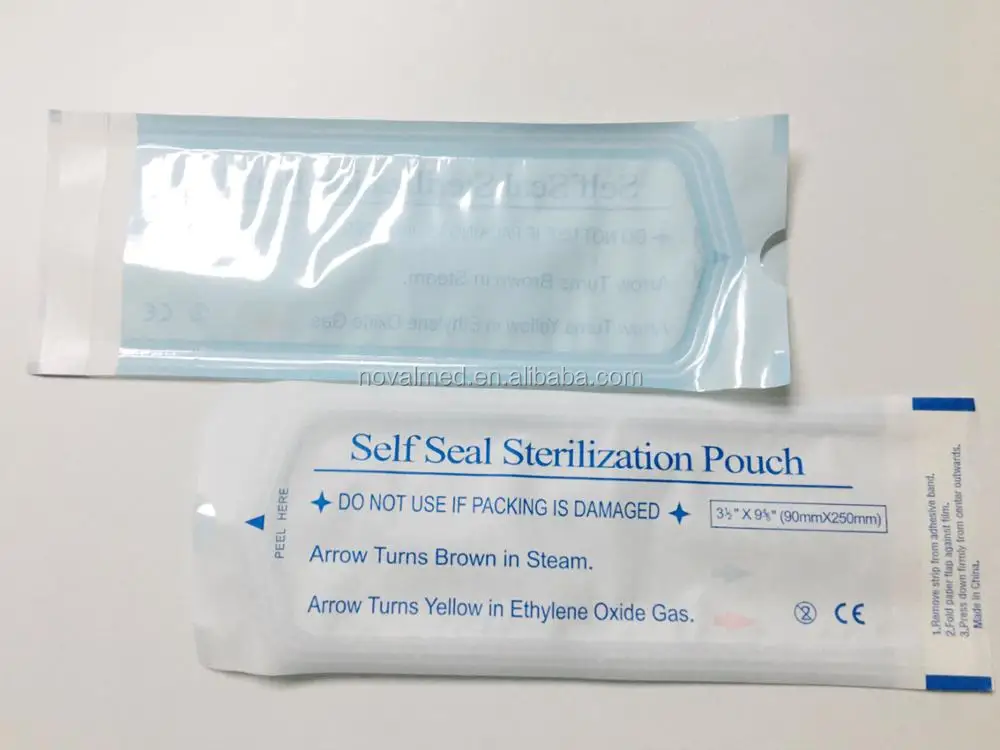 novalmed.en.alibaba.com
Self Seal Sterilization Pouch
DO NOT USE IF PACKING IS DAMAGED
3½" X 9⅝" (90mmX250mm)
PEEL HERE
Arrow Turns Brown in Steam.
Arrow Turns Yellow in Ethylene Oxide Gas.
2
CE
1.Remove strip from adhesive band.
2.Fold paper flap against film.
3.Press down firmly from center outwards.
Made in China.